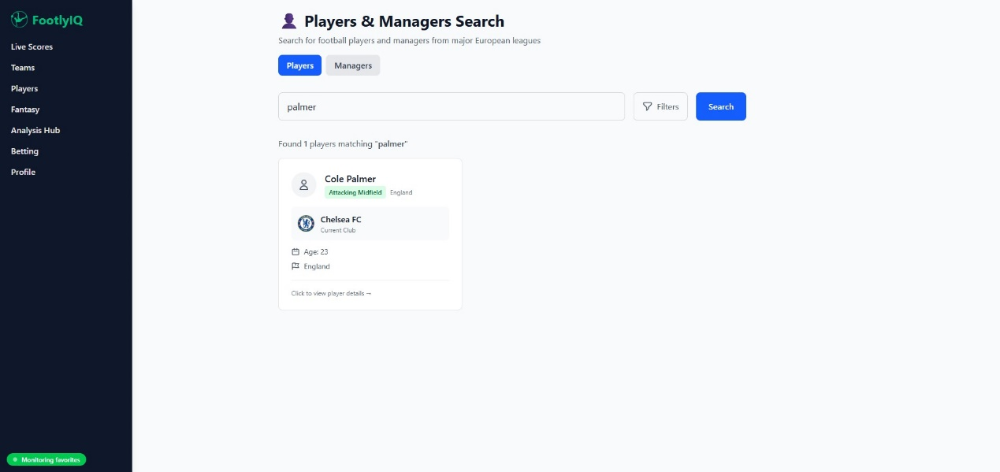 FootlyIQ
Live Scores
Teams
Players
Fantasy
Analysis Hub
Betting
Profile
Monitoring favorites
Players & Managers Search
Search for football players and managers from major European leagues
Players Managers
palmer Filters Search
Found 1 players matching "palmer"
Cole Palmer
Attacking Midfield England
Chelsea FC
Current Club
Age: 23
England
Click to view player details →